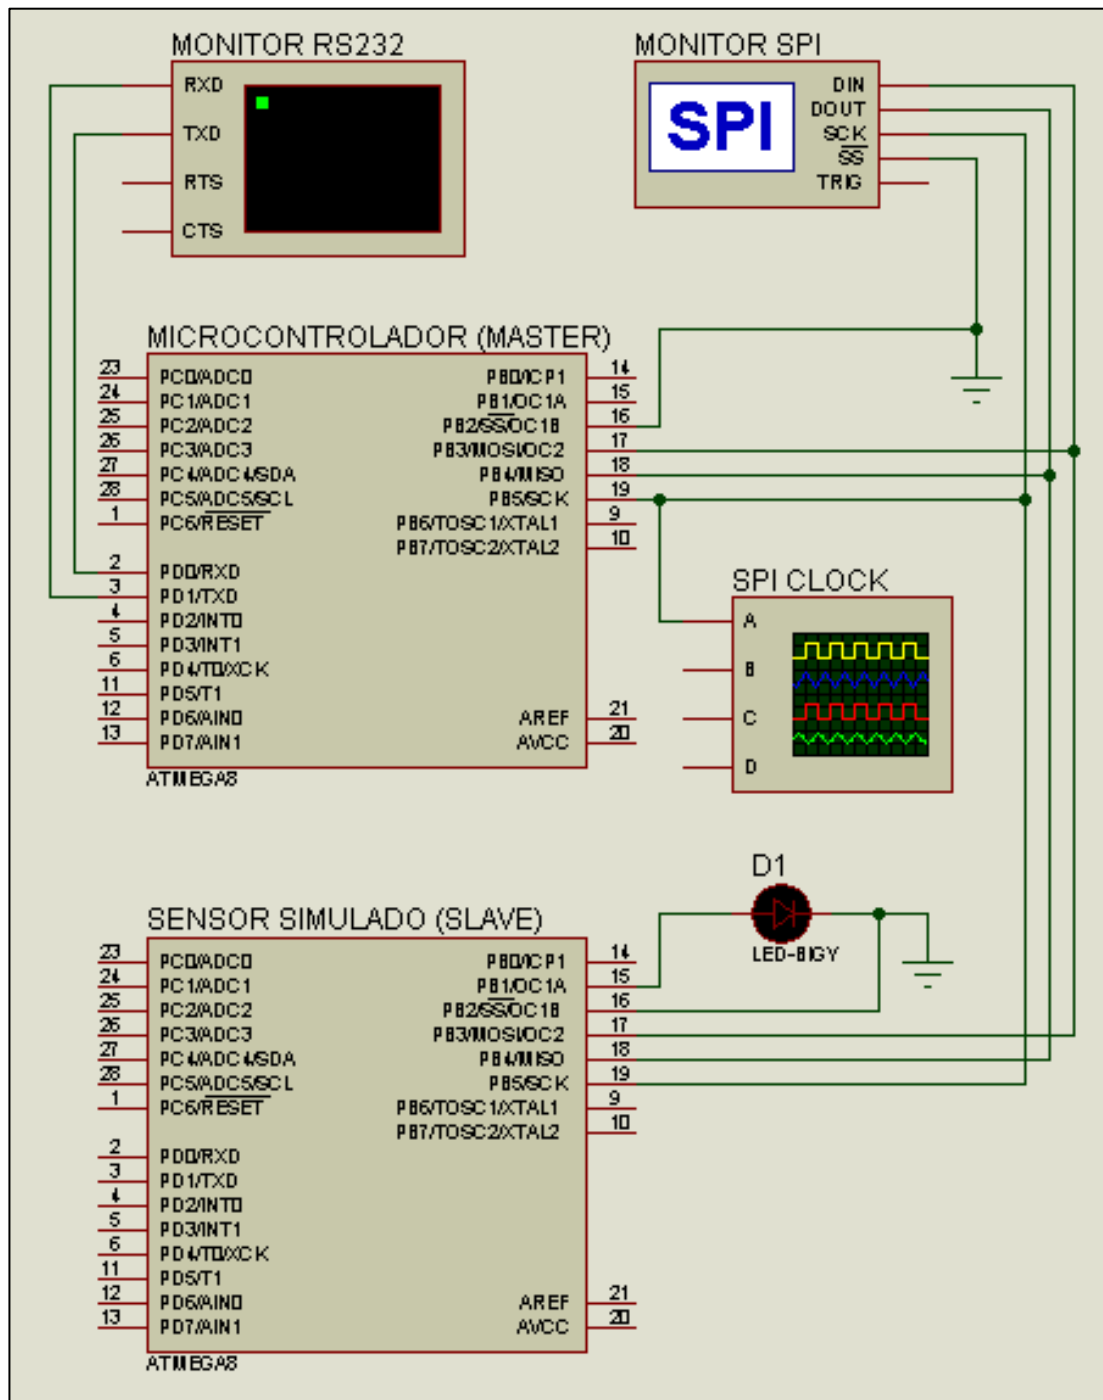 MONITOR RS232
RXD
TXD
RTS
CTS
MONITOR SPI
SPI
DIN
DOUT
SCK
SS
TRIG
MICROCONTROLADOR (MASTER)
23 PC0/ADC0
24 PC1/ADC1
25 PC2/ADC2
26 PC3/ADC3
27 PC4/ADC4/SDA
28 PC5/ADC5/SCL
1 PC6/RESET
2 PD0/RXD
3 PD1/TXD
4 PD2/INT0
5 PD3/INT1
6 PD4/T0/XCK
11 PD5/T1
12 PD6/AIN0
13 PD7/AIN1
PB0/ICP1 14
PB1/OC1A 15
PB2/SS/OC1B 16
PB3/MOSI/OC2 17
PB4/MISO 18
PB5/SCK 19
PB6/TOSC1/XTAL1 9
PB7/TOSC2/XTAL2 10
AREF 21
AVCC 20
ATMEGA8
SPI CLOCK
A
B
C
D
D1
LED-BIGY
SENSOR SIMULADO (SLAVE)
23 PC0/ADC0
24 PC1/ADC1
25 PC2/ADC2
26 PC3/ADC3
27 PC4/ADC4/SDA
28 PC5/ADC5/SCL
1 PC6/RESET
2 PD0/RXD
3 PD1/TXD
4 PD2/INT0
5 PD3/INT1
6 PD4/T0/XCK
11 PD5/T1
12 PD6/AIN0
13 PD7/AIN1
PB0/ICP1 14
PB1/OC1A 15
PB2/SS/OC1B 16
PB3/MOSI/OC2 17
PB4/MISO 18
PB5/SCK 19
PB6/TOSC1/XTAL1 9
PB7/TOSC2/XTAL2 10
AREF 21
AVCC 20
ATMEGA8